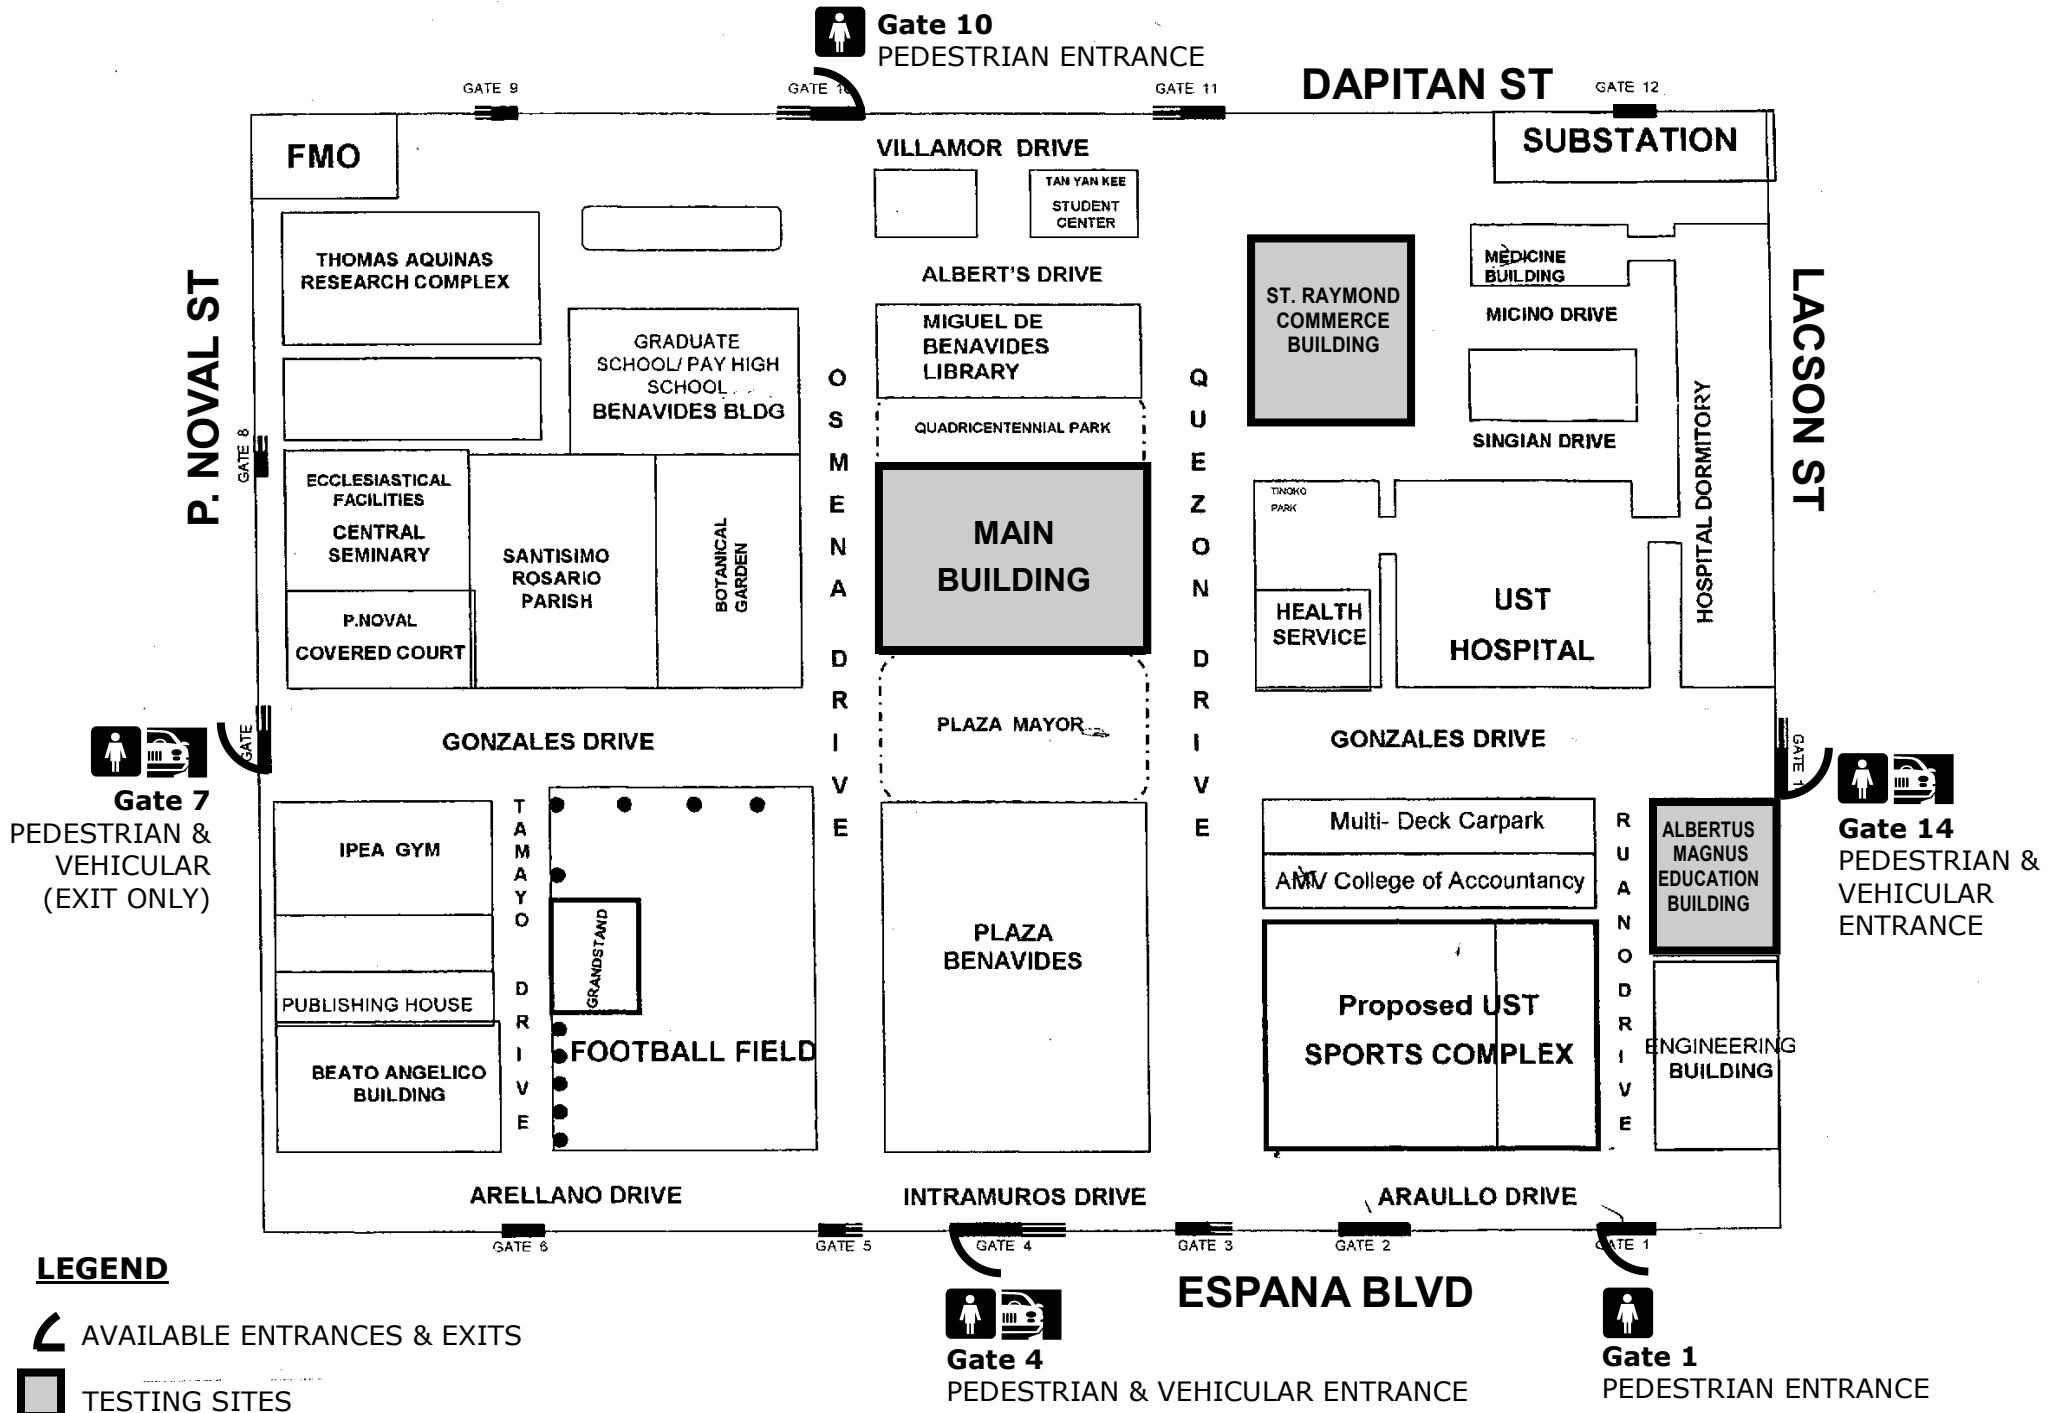 Gate 10
PEDESTRIAN ENTRANCE
DAPITAN ST
GATE 9
GATE 10
GATE 11
GATE 12
FMO
VILLAMOR DRIVE
SUBSTATION
TAN YAN KEE
STUDENT
CENTER
THOMAS AQUINAS
RESEARCH COMPLEX
ALBERT'S DRIVE
ST. RAYMOND
COMMERCE
BUILDING
MEDICINE
BUILDING
MICINO DRIVE
P. NOVAL ST
LACSON ST
GRADUATE
SCHOOL/ PAY HIGH
SCHOOL
BENAVIDES BLDG
MIGUEL DE
BENAVIDES
LIBRARY
OSMENA DRIVE
QUEZON DRIVE
QUADRICENTENNIAL PARK
SINGIAN DRIVE
HOSPITAL DORMITORY
GATE 8
ECCLESIASTICAL
FACILITIES
CENTRAL
SEMINARY
SANTISIMO
ROSARIO
PARISH
BOTANICAL
GARDEN
MAIN
BUILDING
TINOKO
PARK
P.NOVAL
COVERED COURT
HEALTH
SERVICE
UST
HOSPITAL
GATE
GONZALES DRIVE
PLAZA MAYOR
GONZALES DRIVE
GATE 1
Gate 7
PEDESTRIAN &
VEHICULAR
(EXIT ONLY)
Gate 14
PEDESTRIAN &
VEHICULAR
ENTRANCE
IPEA GYM
TAMAYO DRIVE
GRANDSTAND
FOOTBALL FIELD
PUBLISHING HOUSE
BEATO ANGELICO
BUILDING
PLAZA
BENAVIDES
Multi- Deck Carpark
AMV College of Accountancy
RUANO DRIVE
ALBERTUS
MAGNUS
EDUCATION
BUILDING
Proposed UST
SPORTS COMPLEX
ENGINEERING
BUILDING
ARELLANO DRIVE
INTRAMUROS DRIVE
ARAULLO DRIVE
GATE 6
GATE 5
GATE 4
GATE 3
GATE 2
GATE 1
ESPANA BLVD
LEGEND
AVAILABLE ENTRANCES & EXITS
TESTING SITES
Gate 4
PEDESTRIAN & VEHICULAR ENTRANCE
Gate 1
PEDESTRIAN ENTRANCE